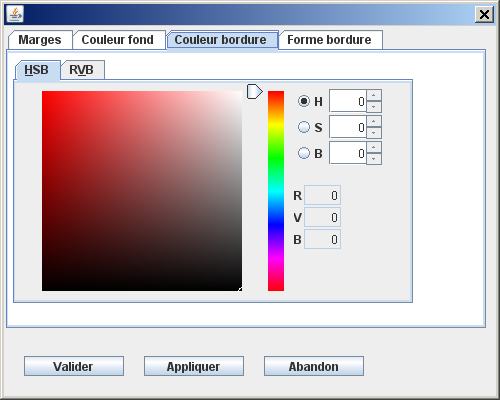 Marges Couleur fond Couleur bordure Forme bordure
HSB RVB
H 0
S 0
B 0
R 0
V 0
B 0
Valider Appliquer Abandon